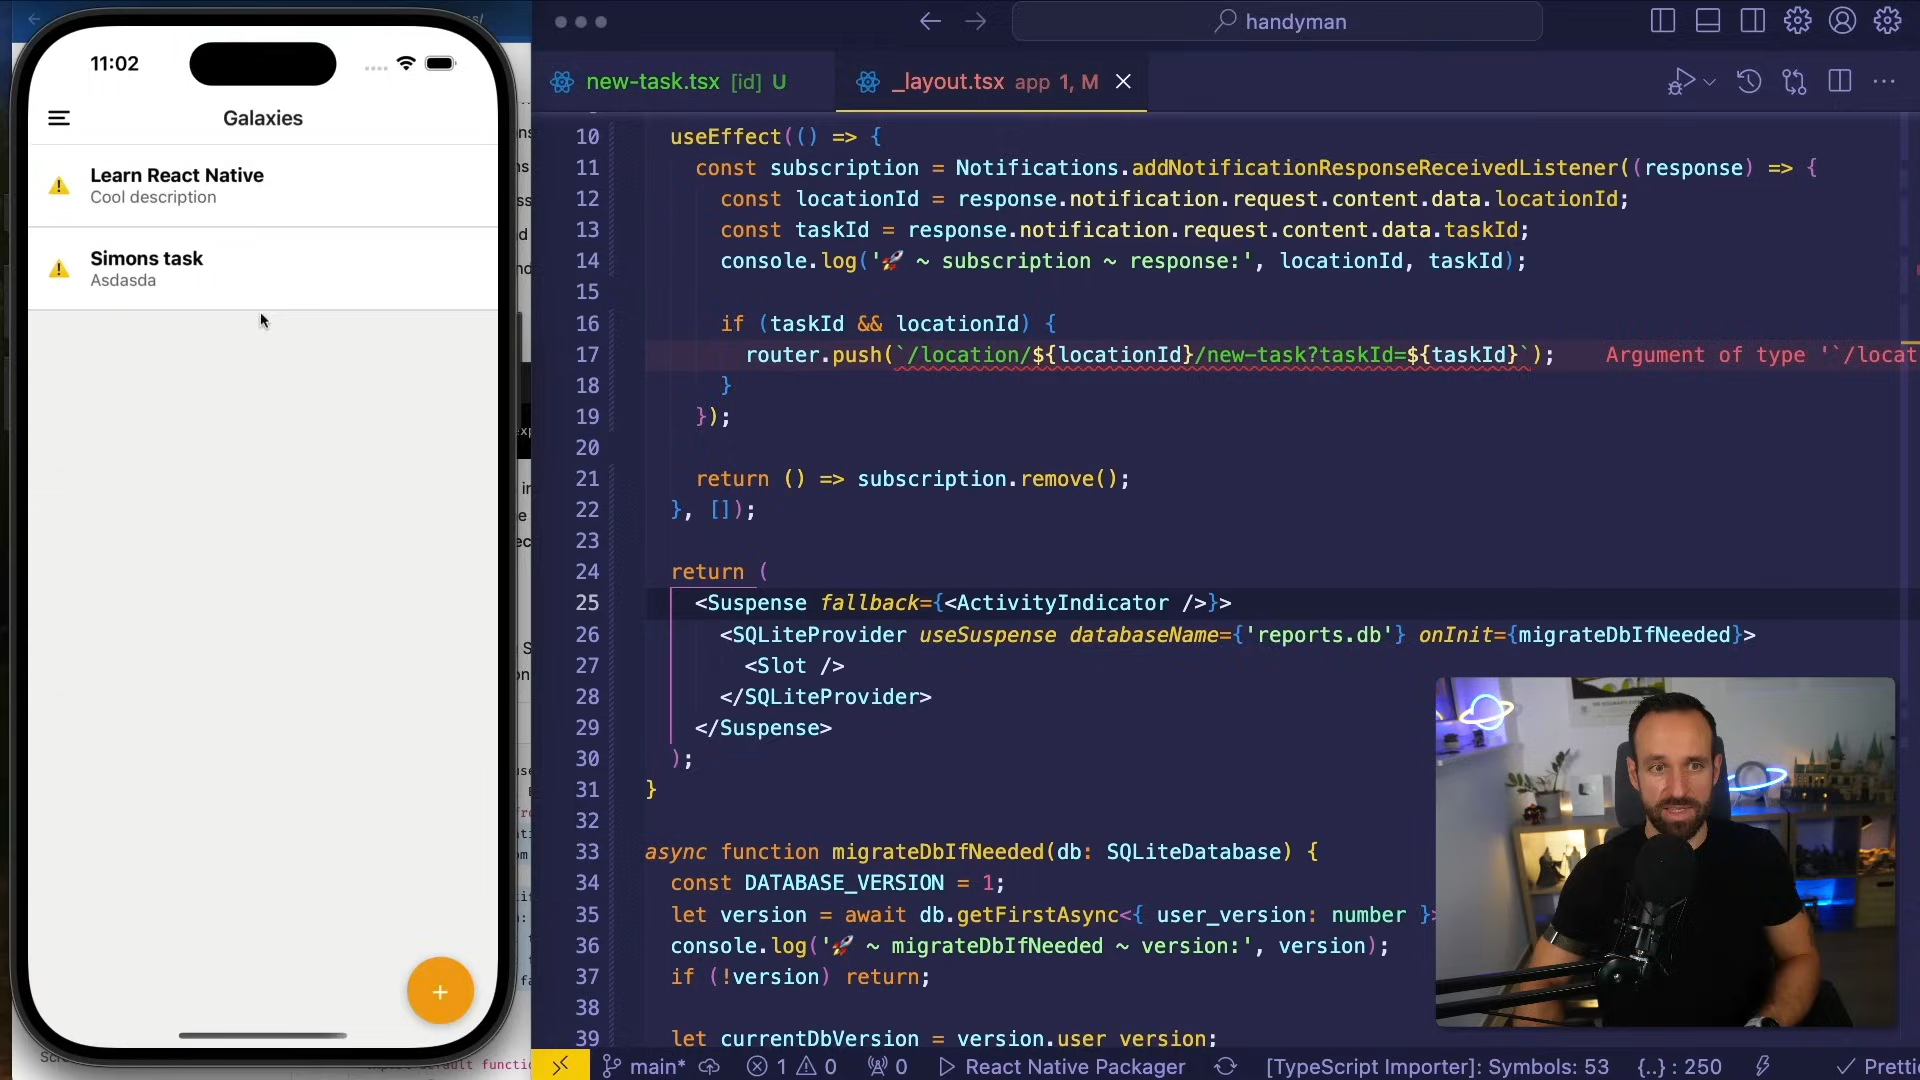 11:02
Galaxies
Learn React Native
Cool description
Simons task
Asdasda
+
handyman
new-task.tsx [id] U
_layout.tsx app 1, M
10 useEffect(() => {
11 const subscription = Notifications.addNotificationResponseReceivedListener((response) => {
12 const locationId = response.notification.request.content.data.locationId;
13 const taskId = response.notification.request.content.data.taskId;
14 console.log('🚀 ~ subscription ~ response:', locationId, taskId);
15
16 if (taskId && locationId) {
17 router.push(`/location/${locationId}/new-task?taskId=${taskId}`); Argument of type '`/locat
18 }
19 });
20
21 return () => subscription.remove();
22 }, []);
23
24 return (
25 <Suspense fallback={<ActivityIndicator />}>
26 <SQLiteProvider useSuspense databaseName={'reports.db'} onInit={migrateDbIfNeeded}>
27 <Slot />
28 </SQLiteProvider>
29 </Suspense>
30 );
31 }
32
33 async function migrateDbIfNeeded(db: SQLiteDatabase) {
34 const DATABASE_VERSION = 1;
35 let version = await db.getFirstAsync<{ user_version: number }>
36 console.log('🚀 ~ migrateDbIfNeeded ~ version:', version);
37 if (!version) return;
38
39 let currentDbVersion = version.user_version;
main* 1 0 0 React Native Packager [TypeScript Importer]: Symbols: 53 {..} : 250 Pretti